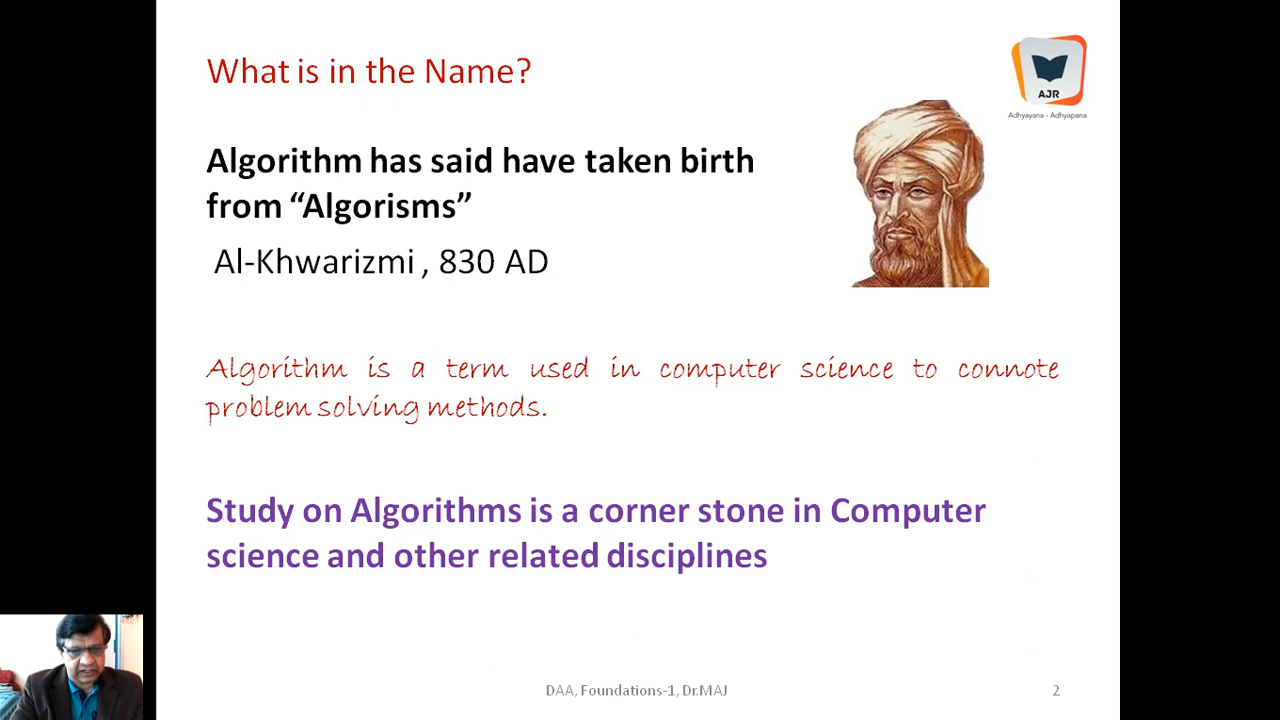 What is in the Name?
AJR
Adhyayana - Adhyapana
Algorithm has said have taken birth
from “Algorisms”
Al-Khwarizmi , 830 AD
Algorithm is a term used in computer science to connote
problem solving methods.
Study on Algorithms is a corner stone in Computer
science and other related disciplines
DAA, Foundations-1, Dr.MAJ
2